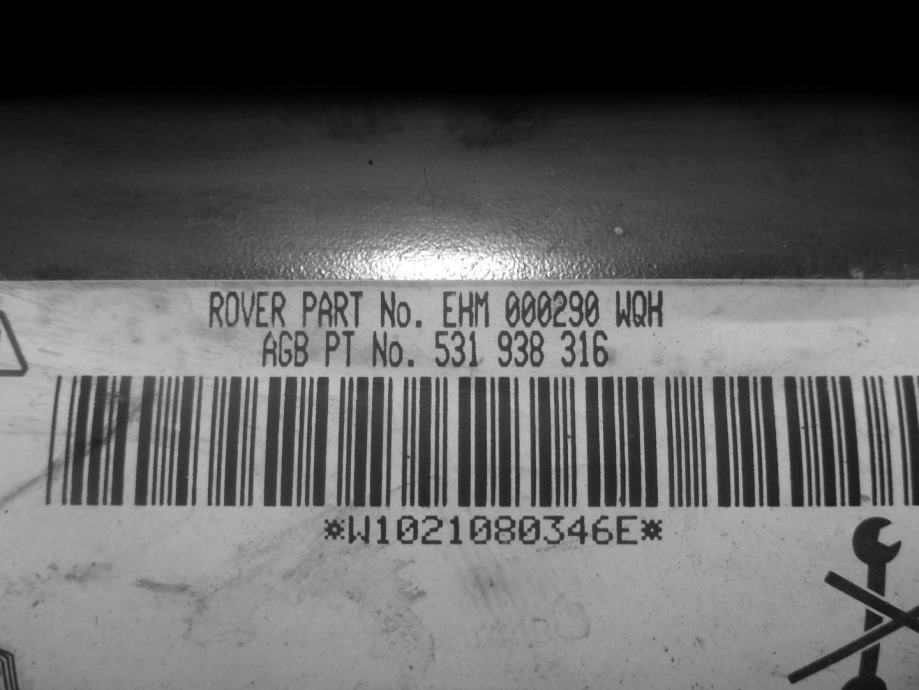 ROVER PART No. EHM 000290 WQH
AGB PT No. 531 938 316
*W1021080346E*